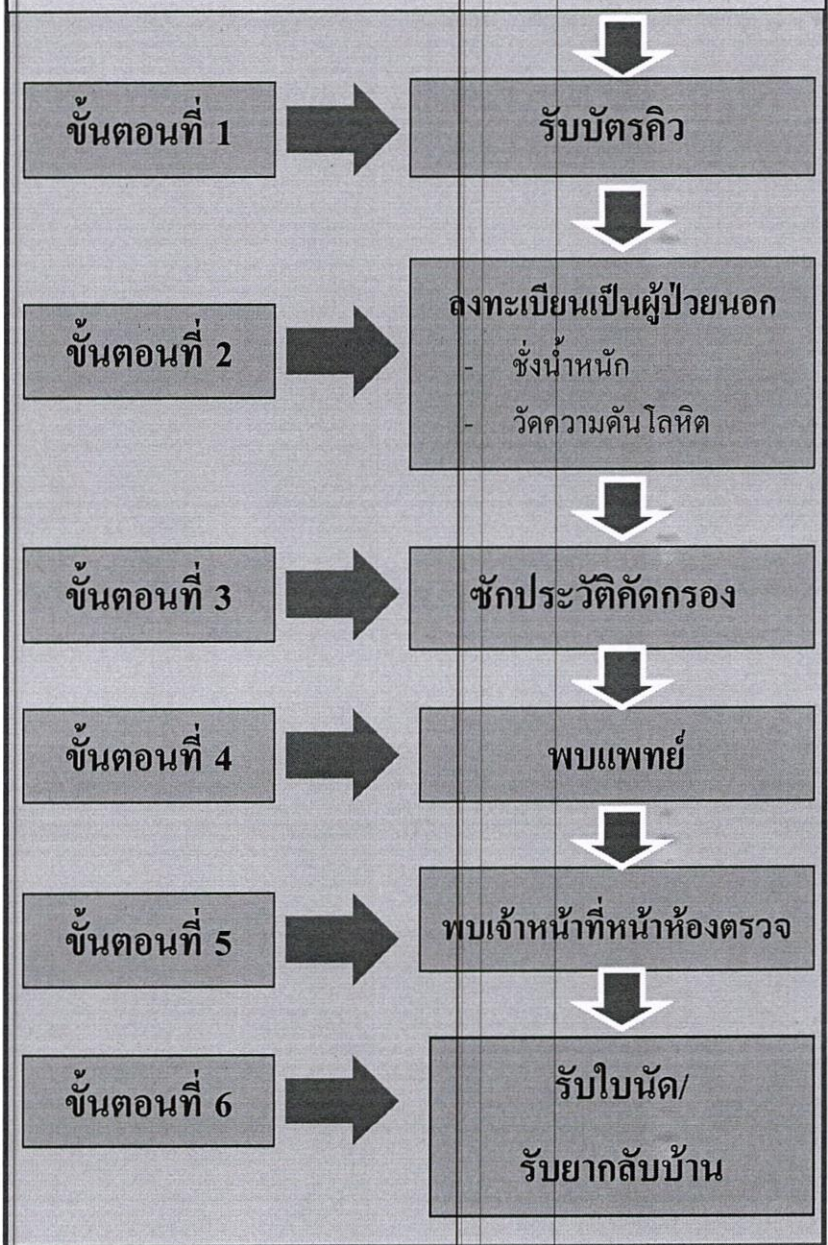 ขั้นตอนที่ 1
รับบัตรคิว
ขั้นตอนที่ 2
ลงทะเบียนเป็นผู้ป่วยนอก
- ชั่งน้ำหนัก
- วัดความดันโลหิต
ขั้นตอนที่ 3
ซักประวัติคัดกรอง
ขั้นตอนที่ 4
พบแพทย์
ขั้นตอนที่ 5
พบเจ้าหน้าที่หน้าห้องตรวจ
ขั้นตอนที่ 6
รับใบนัด/
รับยากลับบ้าน